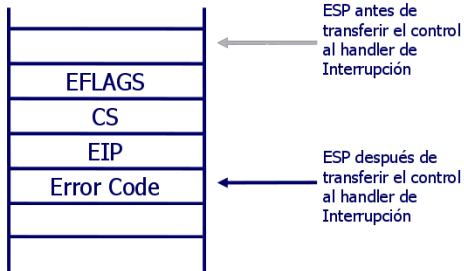 ESP antes de
transferir el control
al handler de
Interrupción
EFLAGS
CS
EIP
Error Code
ESP después de
transferir el control
al handler de
Interrupción